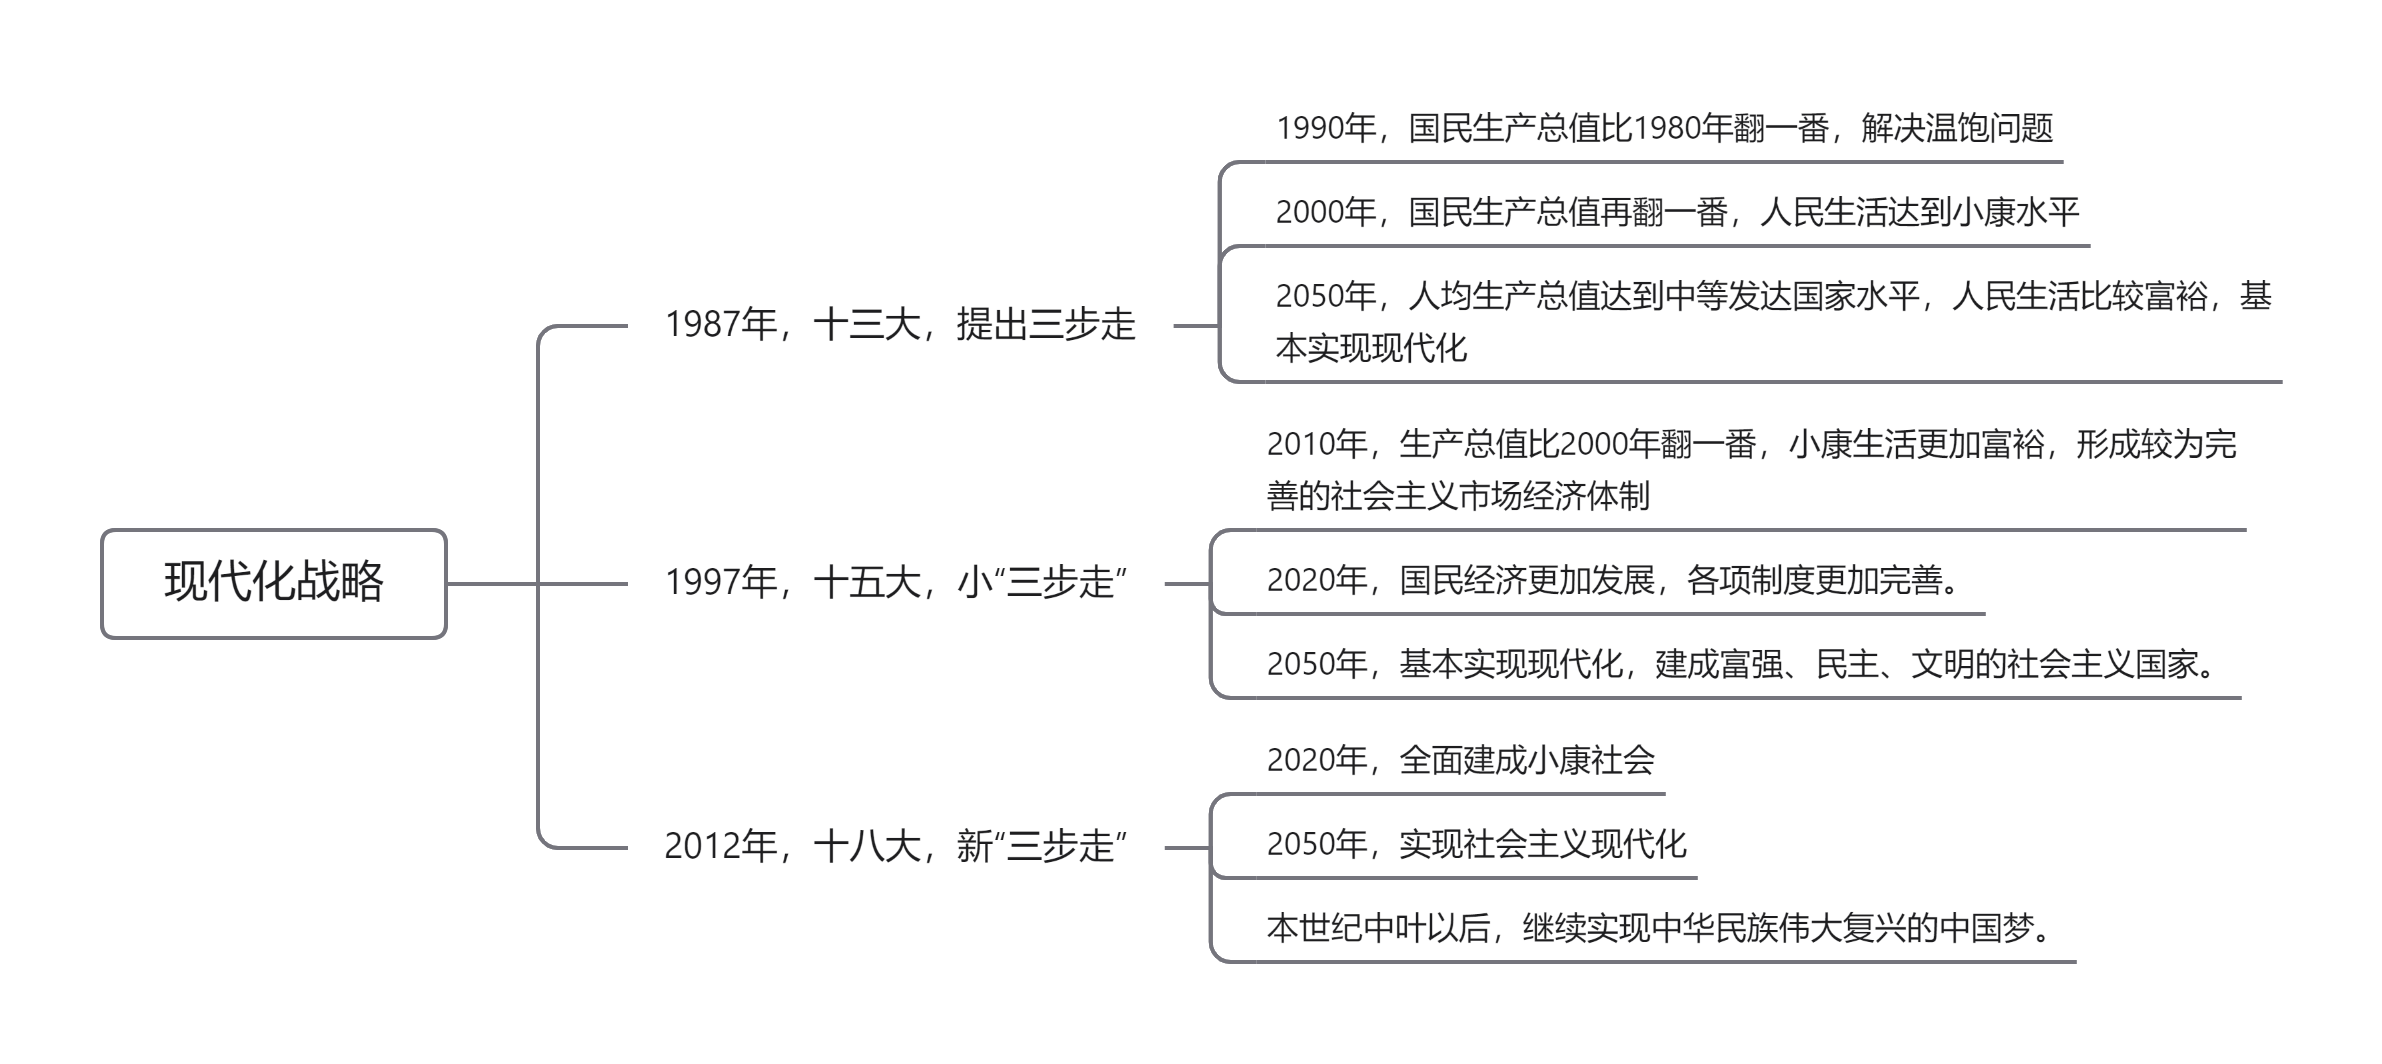 现代化战略
1987年，十三大，提出三步走
1990年，国民生产总值比1980年翻一番，解决温饱问题
2000年，国民生产总值再翻一番，人民生活达到小康水平
2050年，人均生产总值达到中等发达国家水平，人民生活比较富裕，基
本实现现代化
1997年，十五大，小“三步走”
2010年，生产总值比2000年翻一番，小康生活更加富裕，形成较为完
善的社会主义市场经济体制
2020年，国民经济更加发展，各项制度更加完善。
2050年，基本实现现代化，建成富强、民主、文明的社会主义国家。
2012年，十八大，新“三步走”
2020年，全面建成小康社会
2050年，实现社会主义现代化
本世纪中叶以后，继续实现中华民族伟大复兴的中国梦。